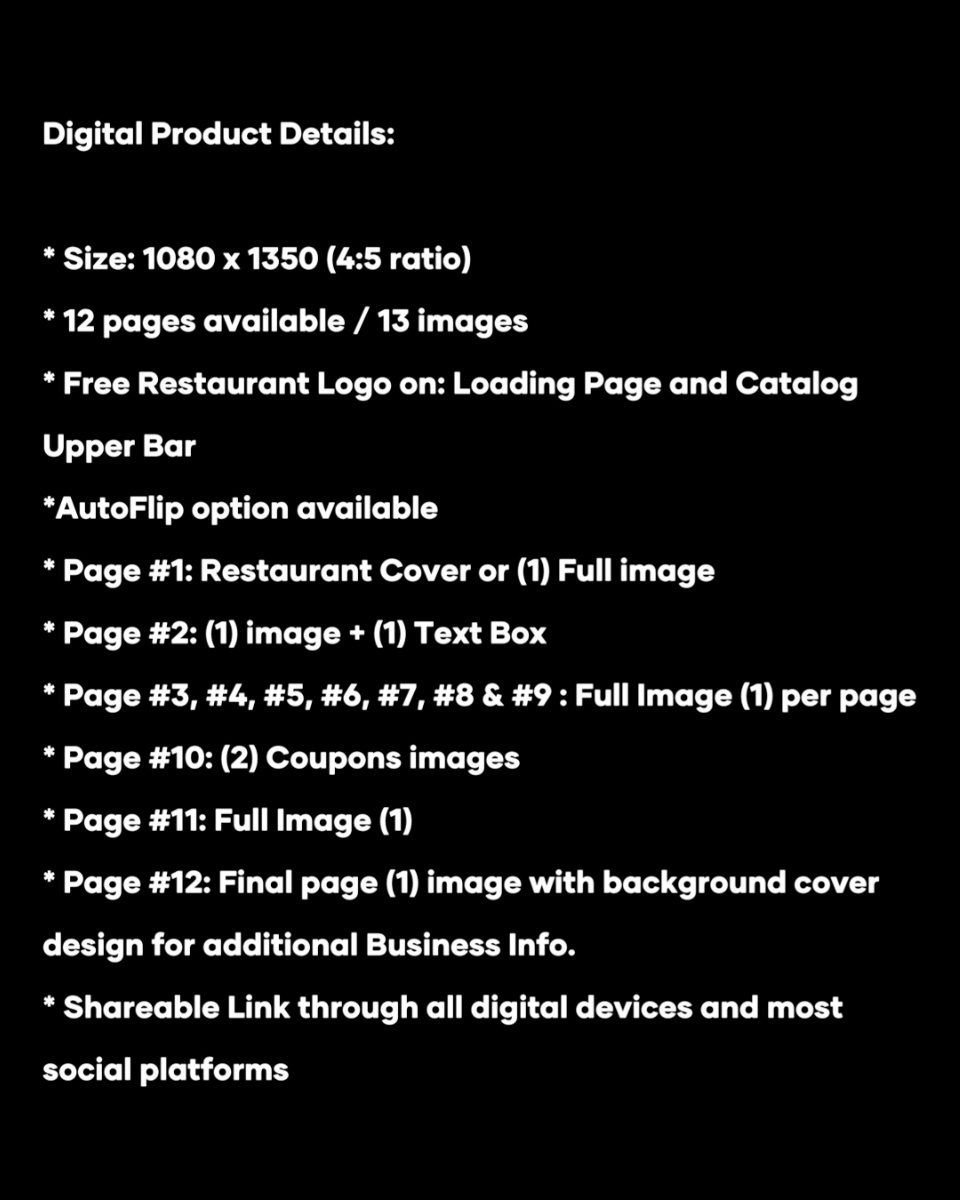 Digital Product Details:
* Size: 1080 x 1350 (4:5 ratio)
* 12 pages available / 13 images
* Free Restaurant Logo on: Loading Page and Catalog
Upper Bar
*AutoFlip option available
* Page #1: Restaurant Cover or (1) Full image
* Page #2: (1) image + (1) Text Box
* Page #3, #4, #5, #6, #7, #8 & #9 : Full Image (1) per page
* Page #10: (2) Coupons images
* Page #11: Full Image (1)
* Page #12: Final page (1) image with background cover
design for additional Business Info.
* Shareable Link through all digital devices and most
social platforms